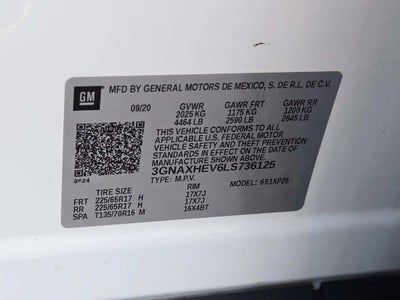 GM
MFD BY GENERAL MOTORS DE MEXICO, S. DE R.L. DE C.V.
09/20 GVWR GAWR FRT GAWR RR
2025 KG 1175 KG 1200 KG
4464 LB 2590 LB 2645 LB
THIS VEHICLE CONFORMS TO ALL APPLICABLE
U.S. FEDERAL MOTOR VEHICLE
SAFETY, BUMPER, AND THEFT PREVENTION
STANDARDS IN EFFECT ON THE DATE OF
MANUFACTURE SHOWN ABOVE.
3GNAXHEV6LS736125
TYPE: M.P.V. MODEL: 6S1XP26
TIRE SIZE RIM
FRT 225/65R17 H 17X7J
RR 225/65R17 H 17X7J
SPA T135/70R16 M 16X4BT